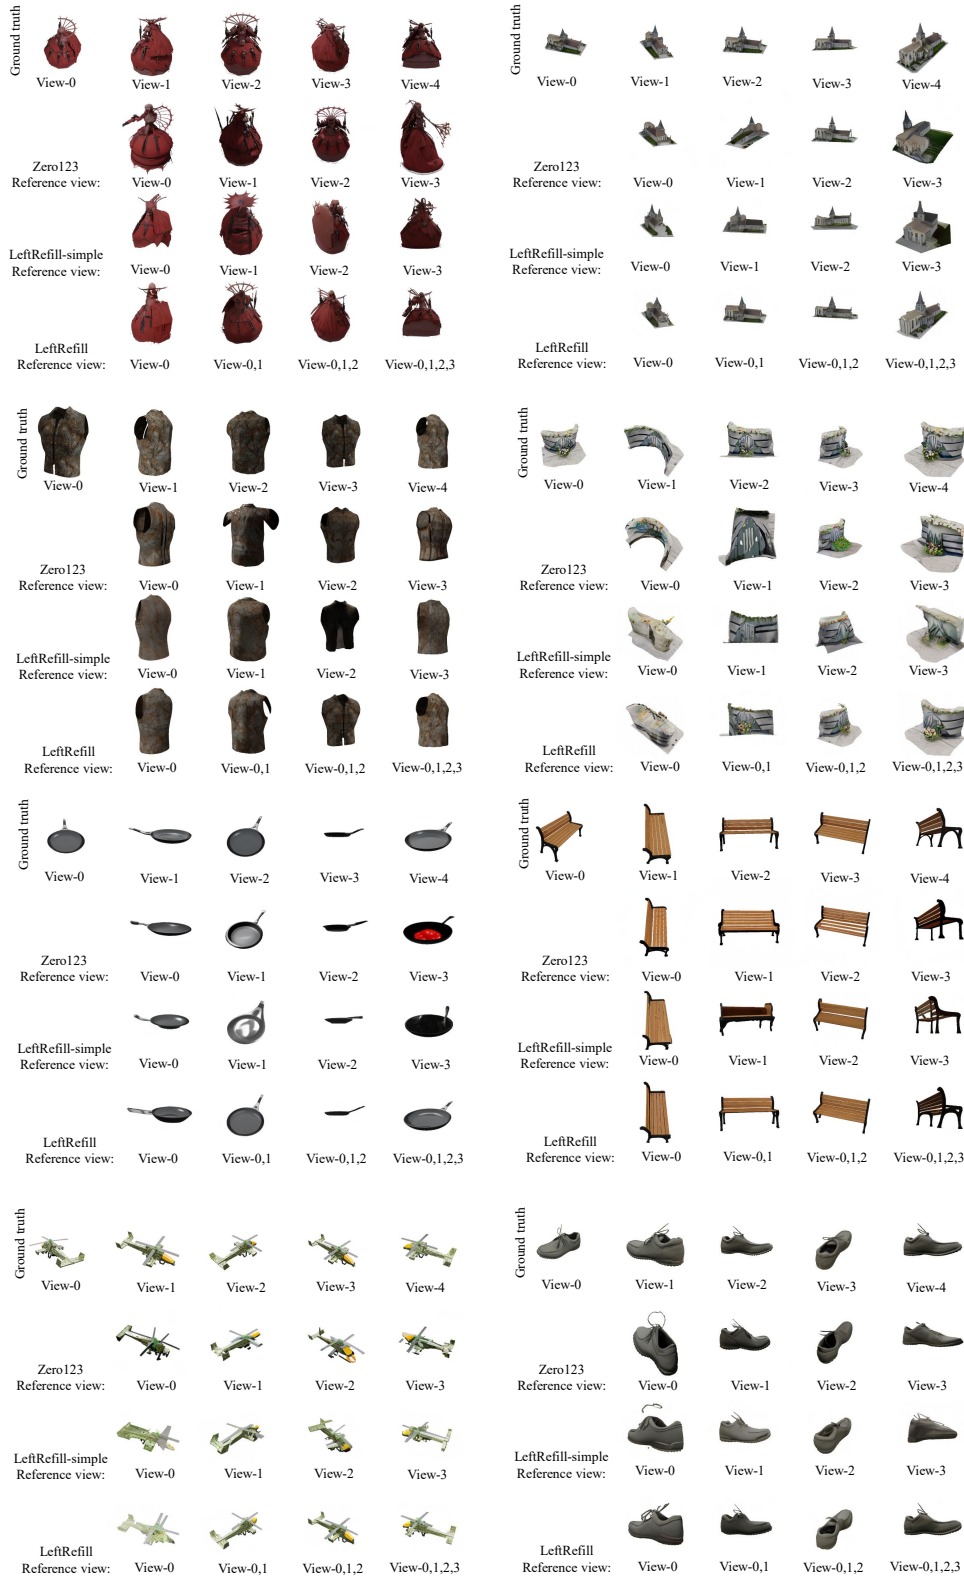 Ground truth
View-0 View-1 View-2 View-3 View-4
Zero123
Reference view: View-0 View-1 View-2 View-3
LeftRefill-simple
Reference view: View-0 View-1 View-2 View-3
LeftRefill
Reference view: View-0 View-0,1 View-0,1,2 View-0,1,2,3
Ground truth
View-0 View-1 View-2 View-3 View-4
Zero123
Reference view: View-0 View-1 View-2 View-3
LeftRefill-simple
Reference view: View-0 View-1 View-2 View-3
LeftRefill
Reference view: View-0 View-0,1 View-0,1,2 View-0,1,2,3
Ground truth
View-0 View-1 View-2 View-3 View-4
Zero123
Reference view: View-0 View-1 View-2 View-3
LeftRefill-simple
Reference view: View-0 View-1 View-2 View-3
LeftRefill
Reference view: View-0 View-0,1 View-0,1,2 View-0,1,2,3
Ground truth
View-0 View-1 View-2 View-3 View-4
Zero123
Reference view: View-0 View-1 View-2 View-3
LeftRefill-simple
Reference view: View-0 View-1 View-2 View-3
LeftRefill
Reference view: View-0 View-0,1 View-0,1,2 View-0,1,2,3
Ground truth
View-0 View-1 View-2 View-3 View-4
Zero123
Reference view: View-0 View-1 View-2 View-3
LeftRefill-simple
Reference view: View-0 View-1 View-2 View-3
LeftRefill
Reference view: View-0 View-0,1 View-0,1,2 View-0,1,2,3
Ground truth
View-0 View-1 View-2 View-3 View-4
Zero123
Reference view: View-0 View-1 View-2 View-3
LeftRefill-simple
Reference view: View-0 View-1 View-2 View-3
LeftRefill
Reference view: View-0 View-0,1 View-0,1,2 View-0,1,2,3
Ground truth
View-0 View-1 View-2 View-3 View-4
Zero123
Reference view: View-0 View-1 View-2 View-3
LeftRefill-simple
Reference view: View-0 View-1 View-2 View-3
LeftRefill
Reference view: View-0 View-0,1 View-0,1,2 View-0,1,2,3
Ground truth
View-0 View-1 View-2 View-3 View-4
Zero123
Reference view: View-0 View-1 View-2 View-3
LeftRefill-simple
Reference view: View-0 View-1 View-2 View-3
LeftRefill
Reference view: View-0 View-0,1 View-0,1,2 View-0,1,2,3